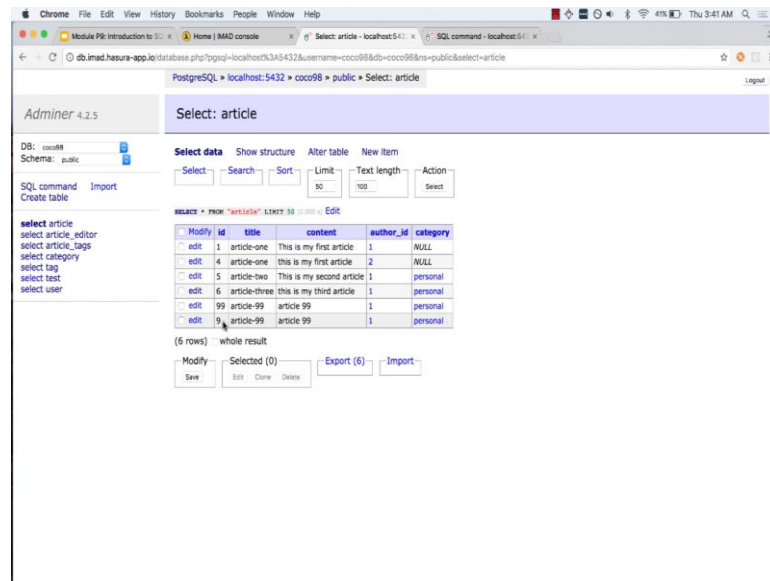 Chrome File Edit View History Bookmarks People Window Help 41% Thu 3:41 AM
Module P9: Introduction to SQ × Home | IMAD console × Select: article - localhost:543 × SQL command - localhost:5432 ×
db.imad.hasura-app.io/database.php?pgsql=localhost%3A5432&username=coco98&db=coco98&ns=public&select=article
PostgreSQL » localhost:5432 » coco98 » public » Select: article
Logout
Adminer 4.2.5
Select: article
DB: coco98
Schema: public
SQL command Import
Create table
select article
select article_editor
select article_tags
select category
select tag
select test
select user
Select data Show structure Alter table New item
Select Search Sort Limit Text length Action
50 100 Select
SELECT * FROM "article" LIMIT 50 (0.000 s) Edit
Modify id title content author_id category
edit 1 article-one This is my first article 1 NULL
edit 4 article-one this is my first article 2 NULL
edit 5 article-two This is my second article 1 personal
edit 6 article-three this is my third article 1 personal
edit 99 article-99 article 99 1 personal
edit 9 article-99 article 99 1 personal
(6 rows) whole result
Modify Selected (0) Export (6) Import
Save Edit Clone Delete